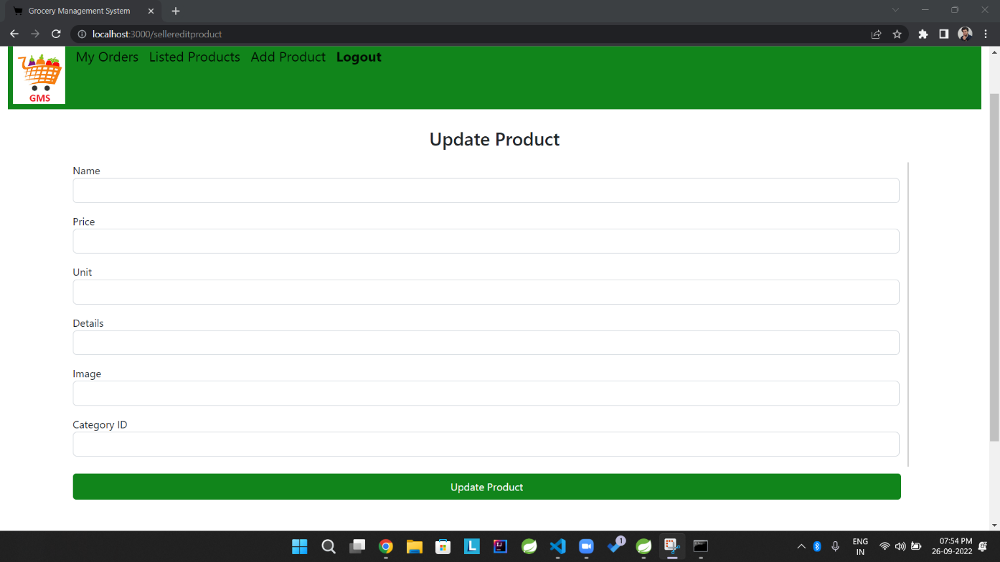 Grocery Management System
localhost:3000/sellereditproduct
GMS
My Orders Listed Products Add Product Logout
Update Product
Name
Price
Unit
Details
Image
Category ID
Update Product
L
IJ
1
ENG
IN
07:54 PM
26-09-2022